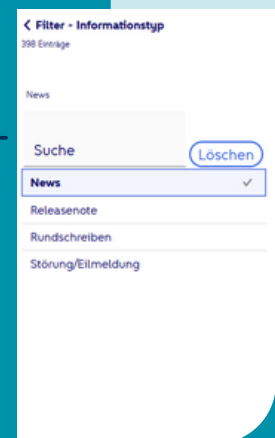 Filter - Informationstyp
398 Einträge
News
Suche
Löschen
News
Releasenote
Rundschreiben
Störung/Eilmeldung